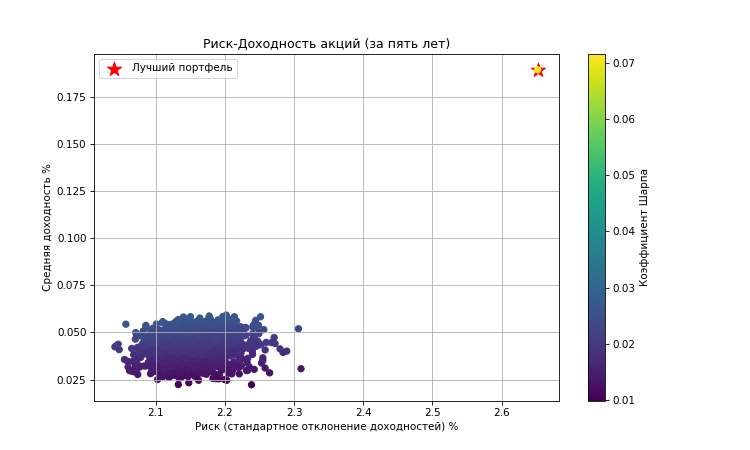 Риск-Доходность акций (за пять лет)
Лучший портфель
Средняя доходность %
0.175
0.150
0.125
0.100
0.075
0.050
0.025
2.1 2.2 2.3 2.4 2.5 2.6
Риск (стандартное отклонение доходностей) %
0.07
0.06
0.05
0.04
0.03
0.02
0.01
Коэффициент Шарпа